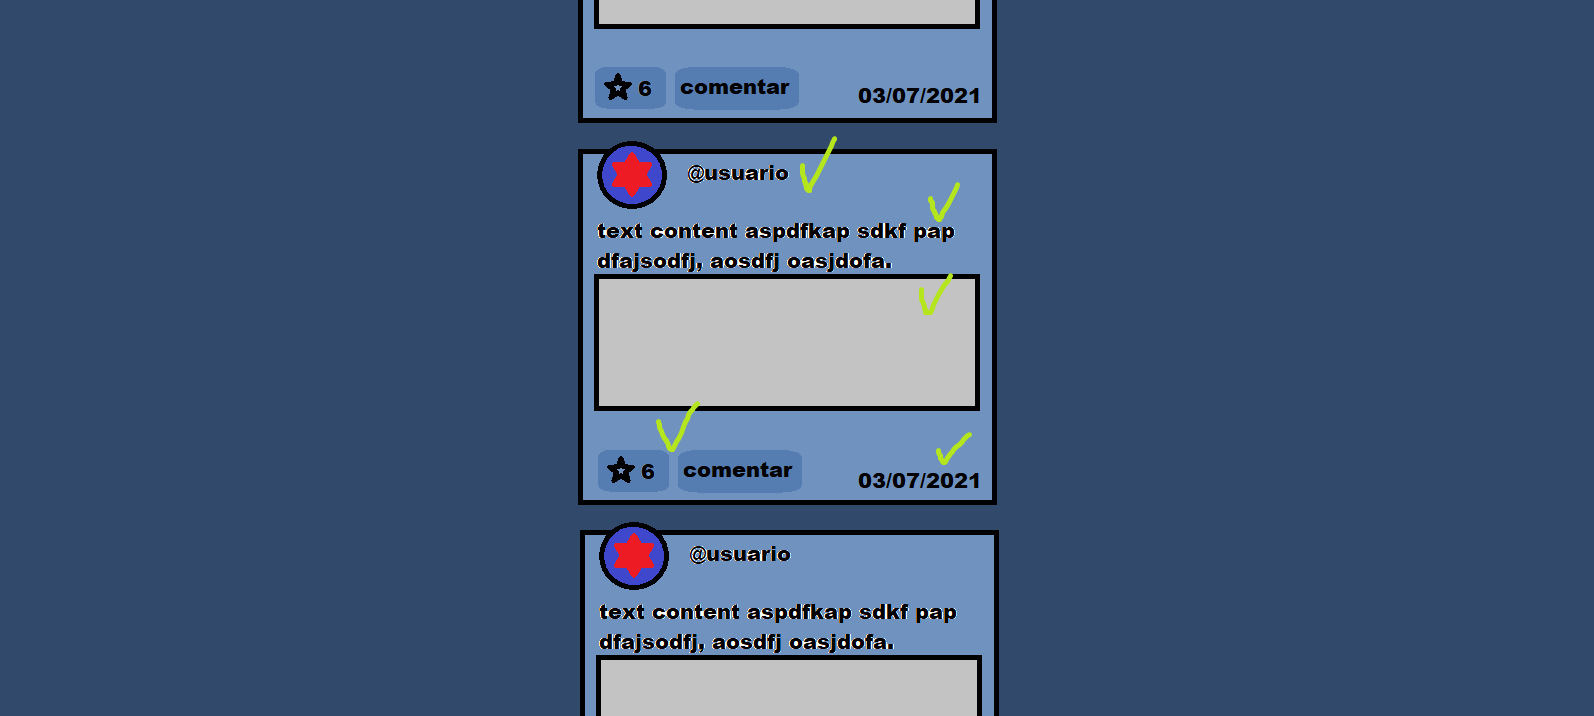 6 comentar 03/07/2021
@usuario
text content aspdfkap sdkf pap
dfajsodfj, aosdfj oasjdofa.
6 comentar 03/07/2021
@usuario
text content aspdfkap sdkf pap
dfajsodfj, aosdfj oasjdofa.